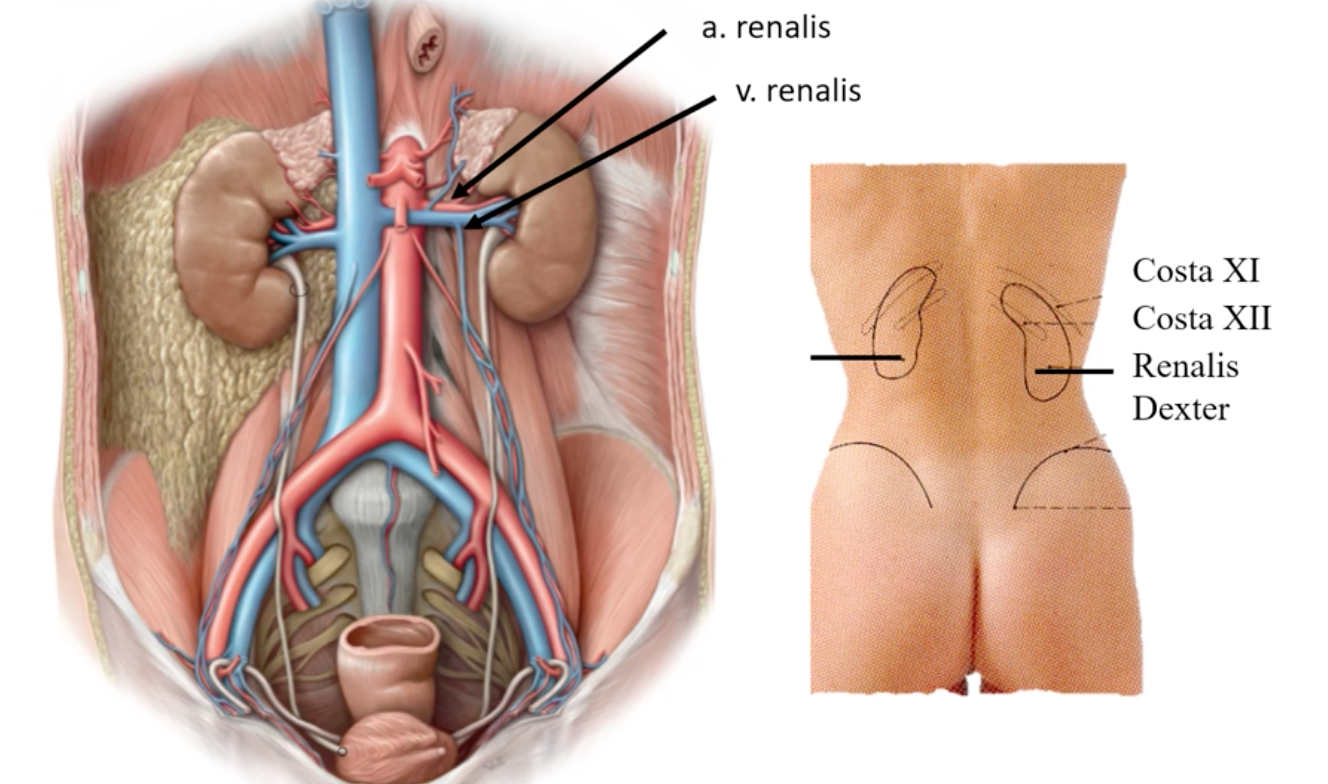 a. renalis
v. renalis
Costa XI
Costa XII
Renalis
Dexter